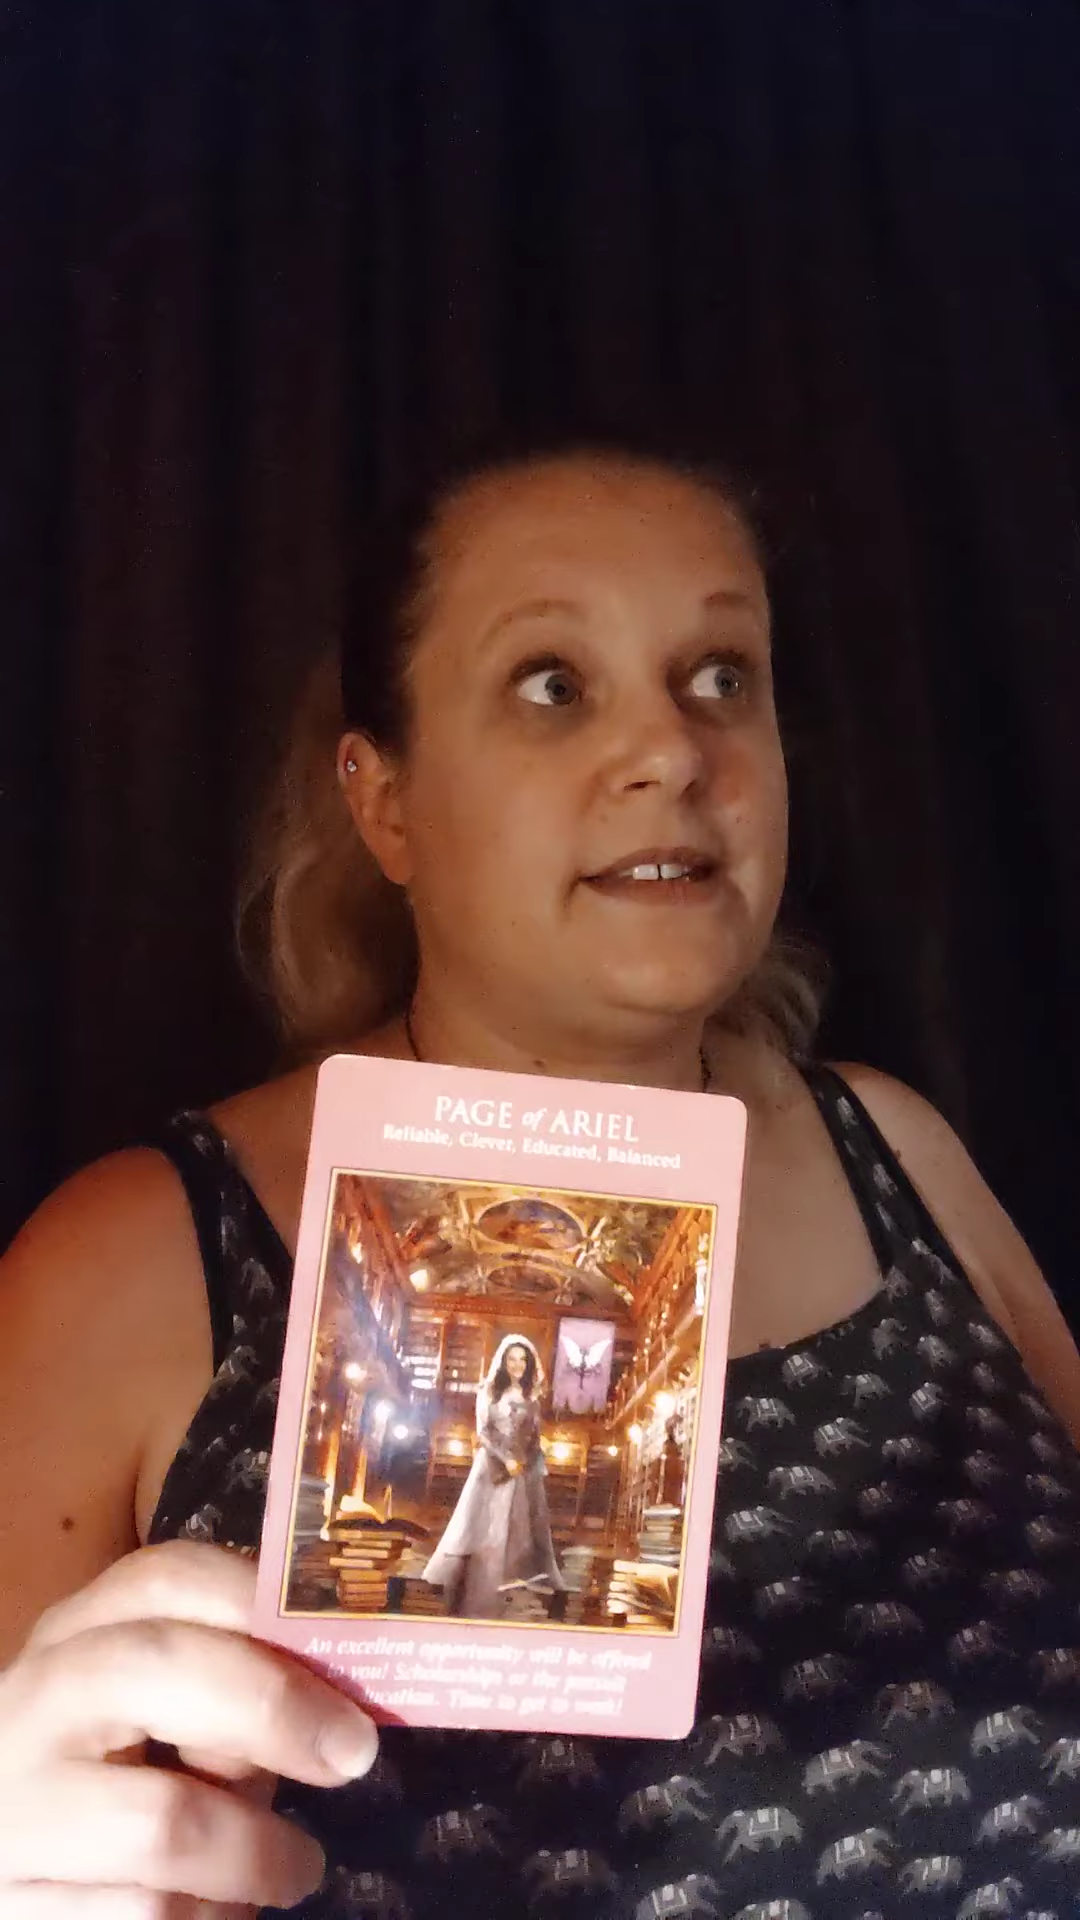 PAGE of ARIEL
Reliable, Clever, Educated, Balanced
An excellent opportunity will be offered
to you! Scholarships or the pursuit
education. Time to get to work!